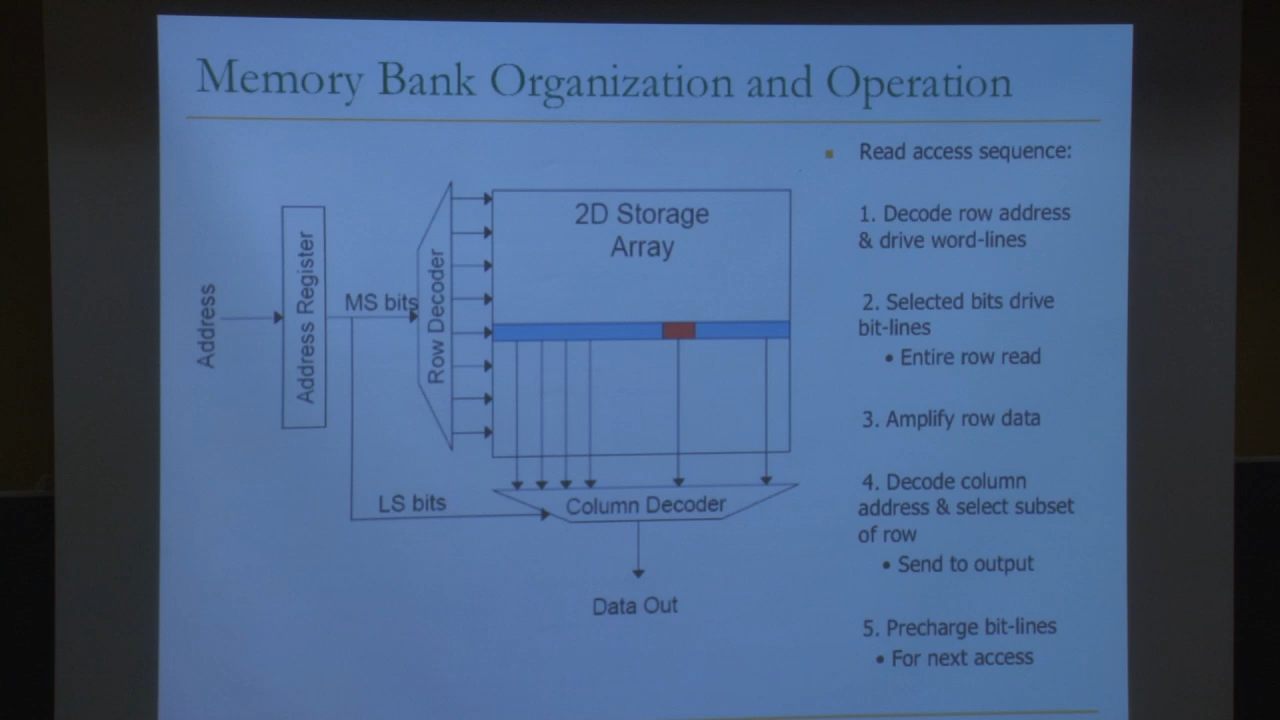 Memory Bank Organization and Operation
Address
Address Register
MS bits
LS bits
Row Decoder
2D Storage
Array
Column Decoder
Data Out
Read access sequence:
1. Decode row address
& drive word-lines
2. Selected bits drive
bit-lines
• Entire row read
3. Amplify row data
4. Decode column
address & select subset
of row
• Send to output
5. Precharge bit-lines
• For next access